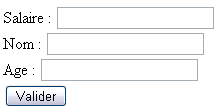 Salaire :
Nom :
Age :
Valider